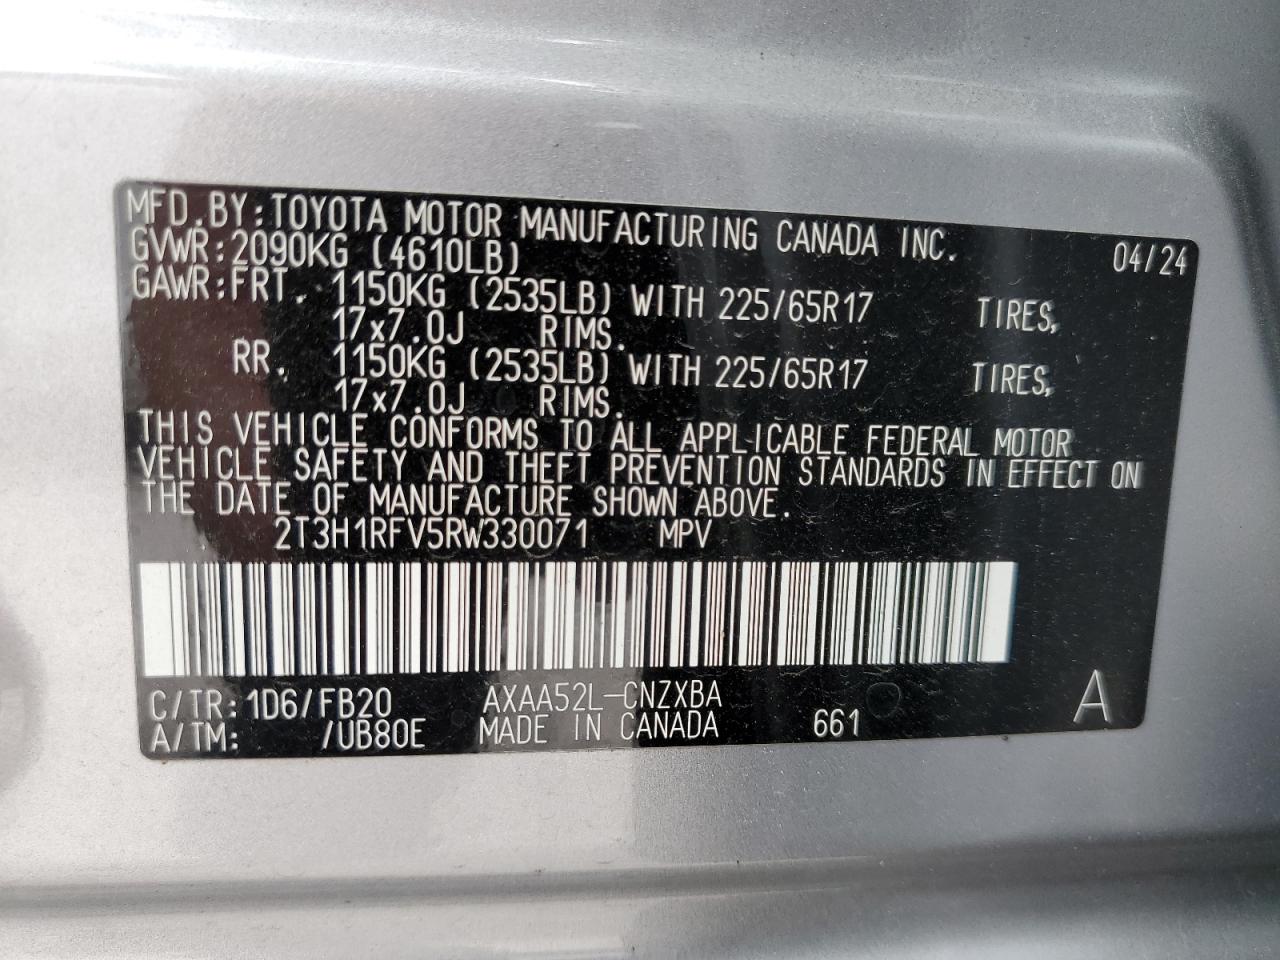 MFD.BY:TOYOTA MOTOR MANUFACTURING CANADA INC. 04/24
GVWR:2090KG (4610LB)
GAWR:FRT. 1150KG (2535LB) WITH 225/65R17 TIRES,
17x7.0J RIMS.
RR. 1150KG (2535LB) WITH 225/65R17 TIRES,
17x7.0J RIMS.
THIS VEHICLE CONFORMS TO ALL APPLICABLE FEDERAL MOTOR
VEHICLE SAFETY AND THEFT PREVENTION STANDARDS IN EFFECT ON
THE DATE OF MANUFACTURE SHOWN ABOVE.
2T3H1RFV5RW330071 MPV
C/TR:1D6/FB20 AXAA52L-CNZXBA
A/TM: /UB80E MADE IN CANADA 661 A